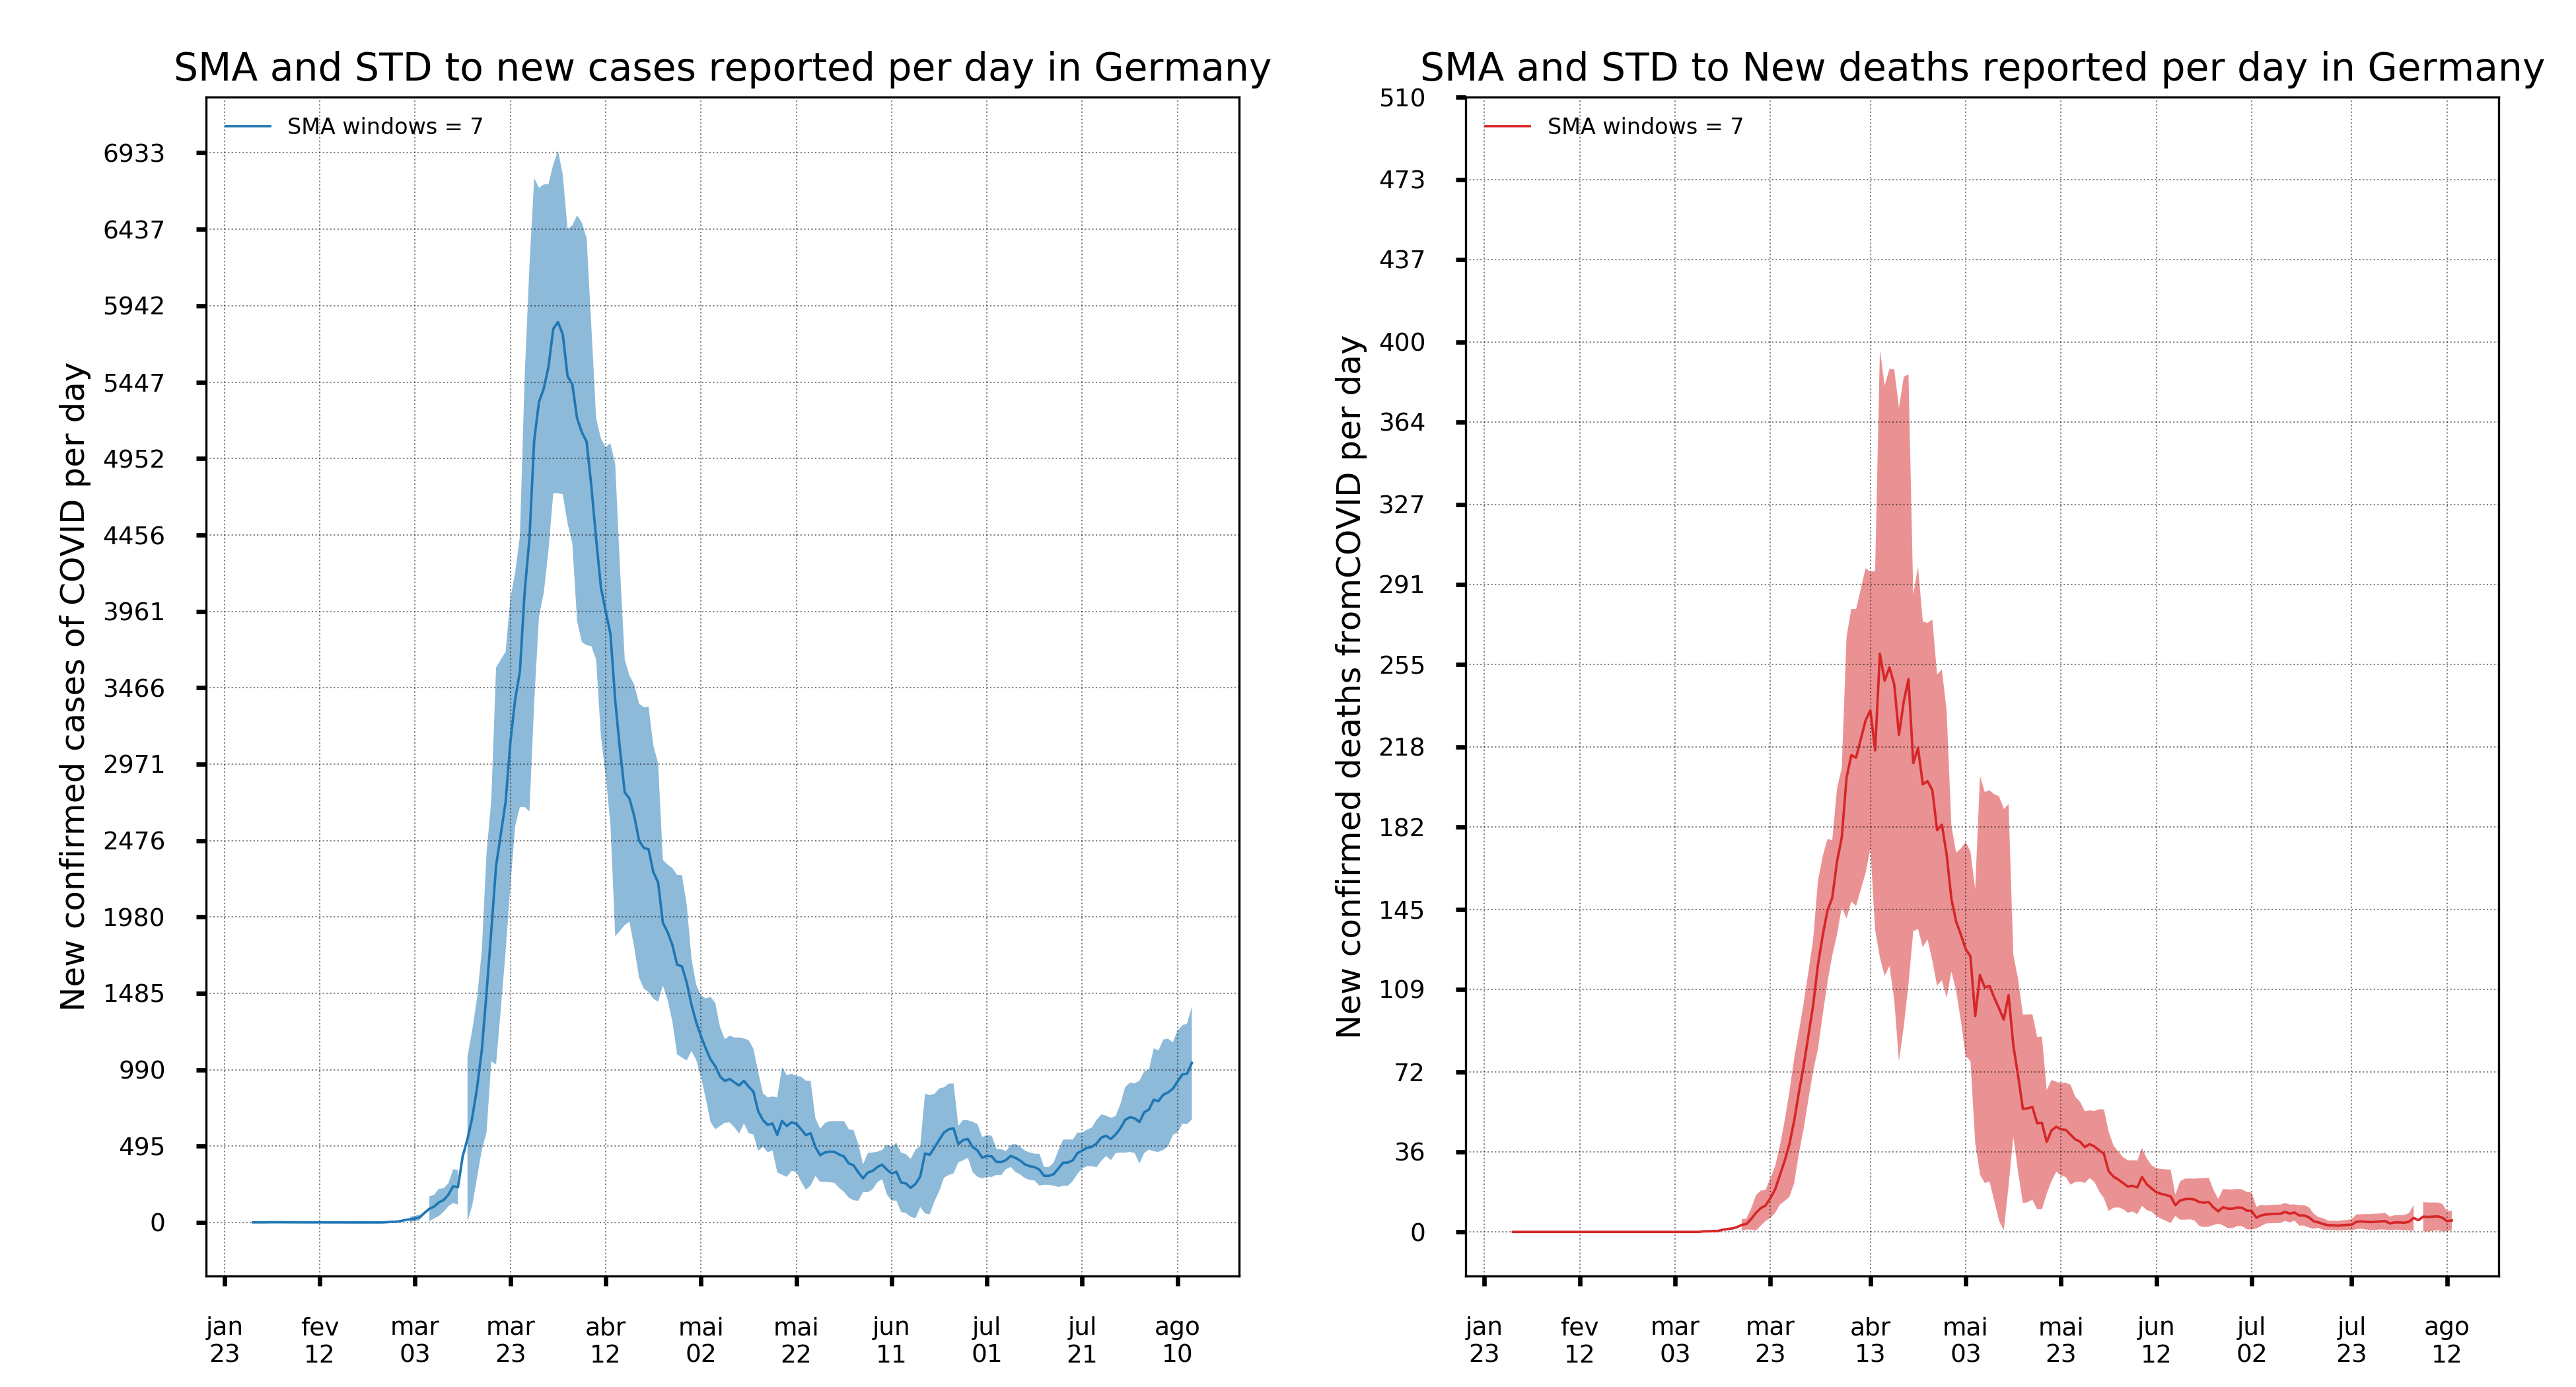 SMA and STD to new cases reported per day in Germany
SMA windows = 7
New confirmed cases of COVID per day
6933
6437
5942
5447
4952
4456
3961
3466
2971
2476
1980
1485
990
495
0
jan 23
fev 12
mar 03
mar 23
abr 12
mai 02
mai 22
jun 11
jul 01
jul 21
ago 10
SMA and STD to New deaths reported per day in Germany
SMA windows = 7
New confirmed deaths fromCOVID per day
510
473
437
400
364
327
291
255
218
182
145
109
72
36
0
jan 23
fev 12
mar 03
mar 23
abr 13
mai 03
mai 23
jun 12
jul 02
jul 23
ago 12